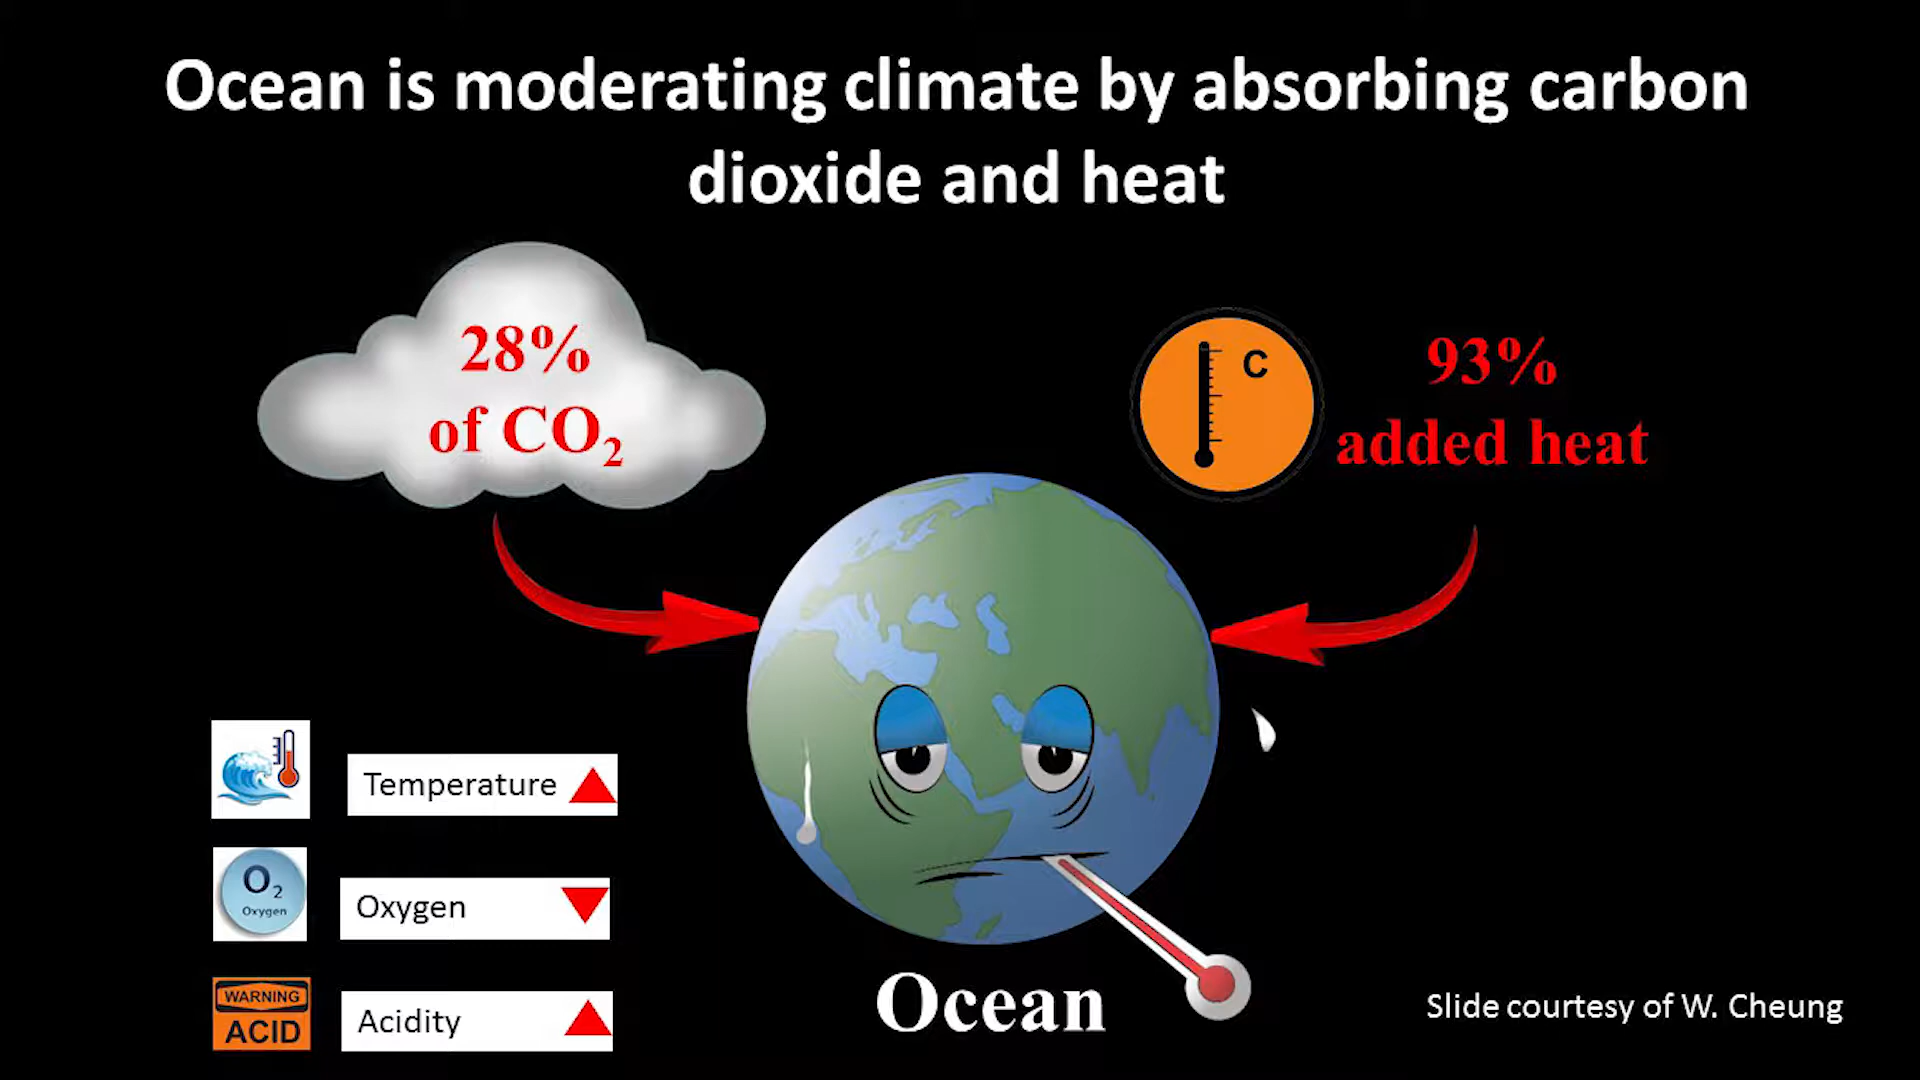 Ocean is moderating climate by absorbing carbon
dioxide and heat
28%
of CO₂
C
93%
added heat
Temperature
O₂
Oxygen
Oxygen
WARNING
ACID
Acidity
Ocean
Slide courtesy of W. Cheung